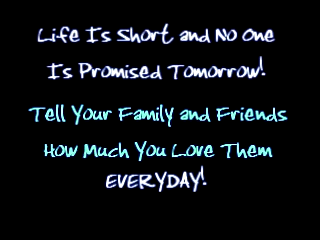 Life Is Short and No One
Is Promised Tomorrow!
Tell Your Family and Friends
How Much You Love Them
EVERYDAY!